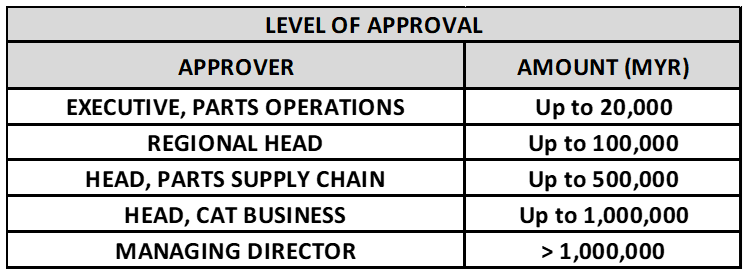 LEVEL OF APPROVAL
APPROVER AMOUNT (MYR)
EXECUTIVE, PARTS OPERATIONS Up to 20,000
REGIONAL HEAD Up to 100,000
HEAD, PARTS SUPPLY CHAIN Up to 500,000
HEAD, CAT BUSINESS Up to 1,000,000
MANAGING DIRECTOR > 1,000,000